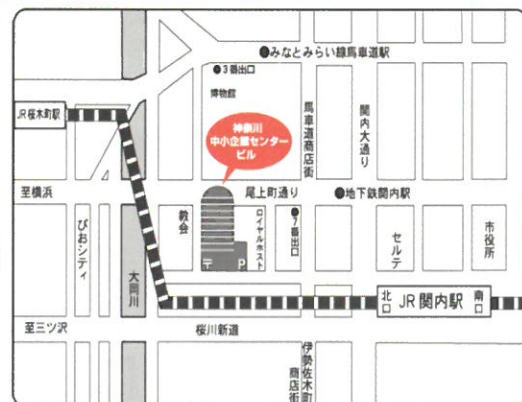 ●みなとみらい線馬車道駅
●3番出口
博物館
JR桜木町駅
神奈川
中小企業センター
ビル
馬車道商店街
関内大通り
至横浜
尾上町通り
●地下鉄関内駅
ぴおシティ
大岡川
教会
ロイヤルホスト
●7番出口
セルテ
市役所
〒
P
北口
JR 関内駅
南口
至三ツ沢
桜川新道
伊勢佐木町
商店街